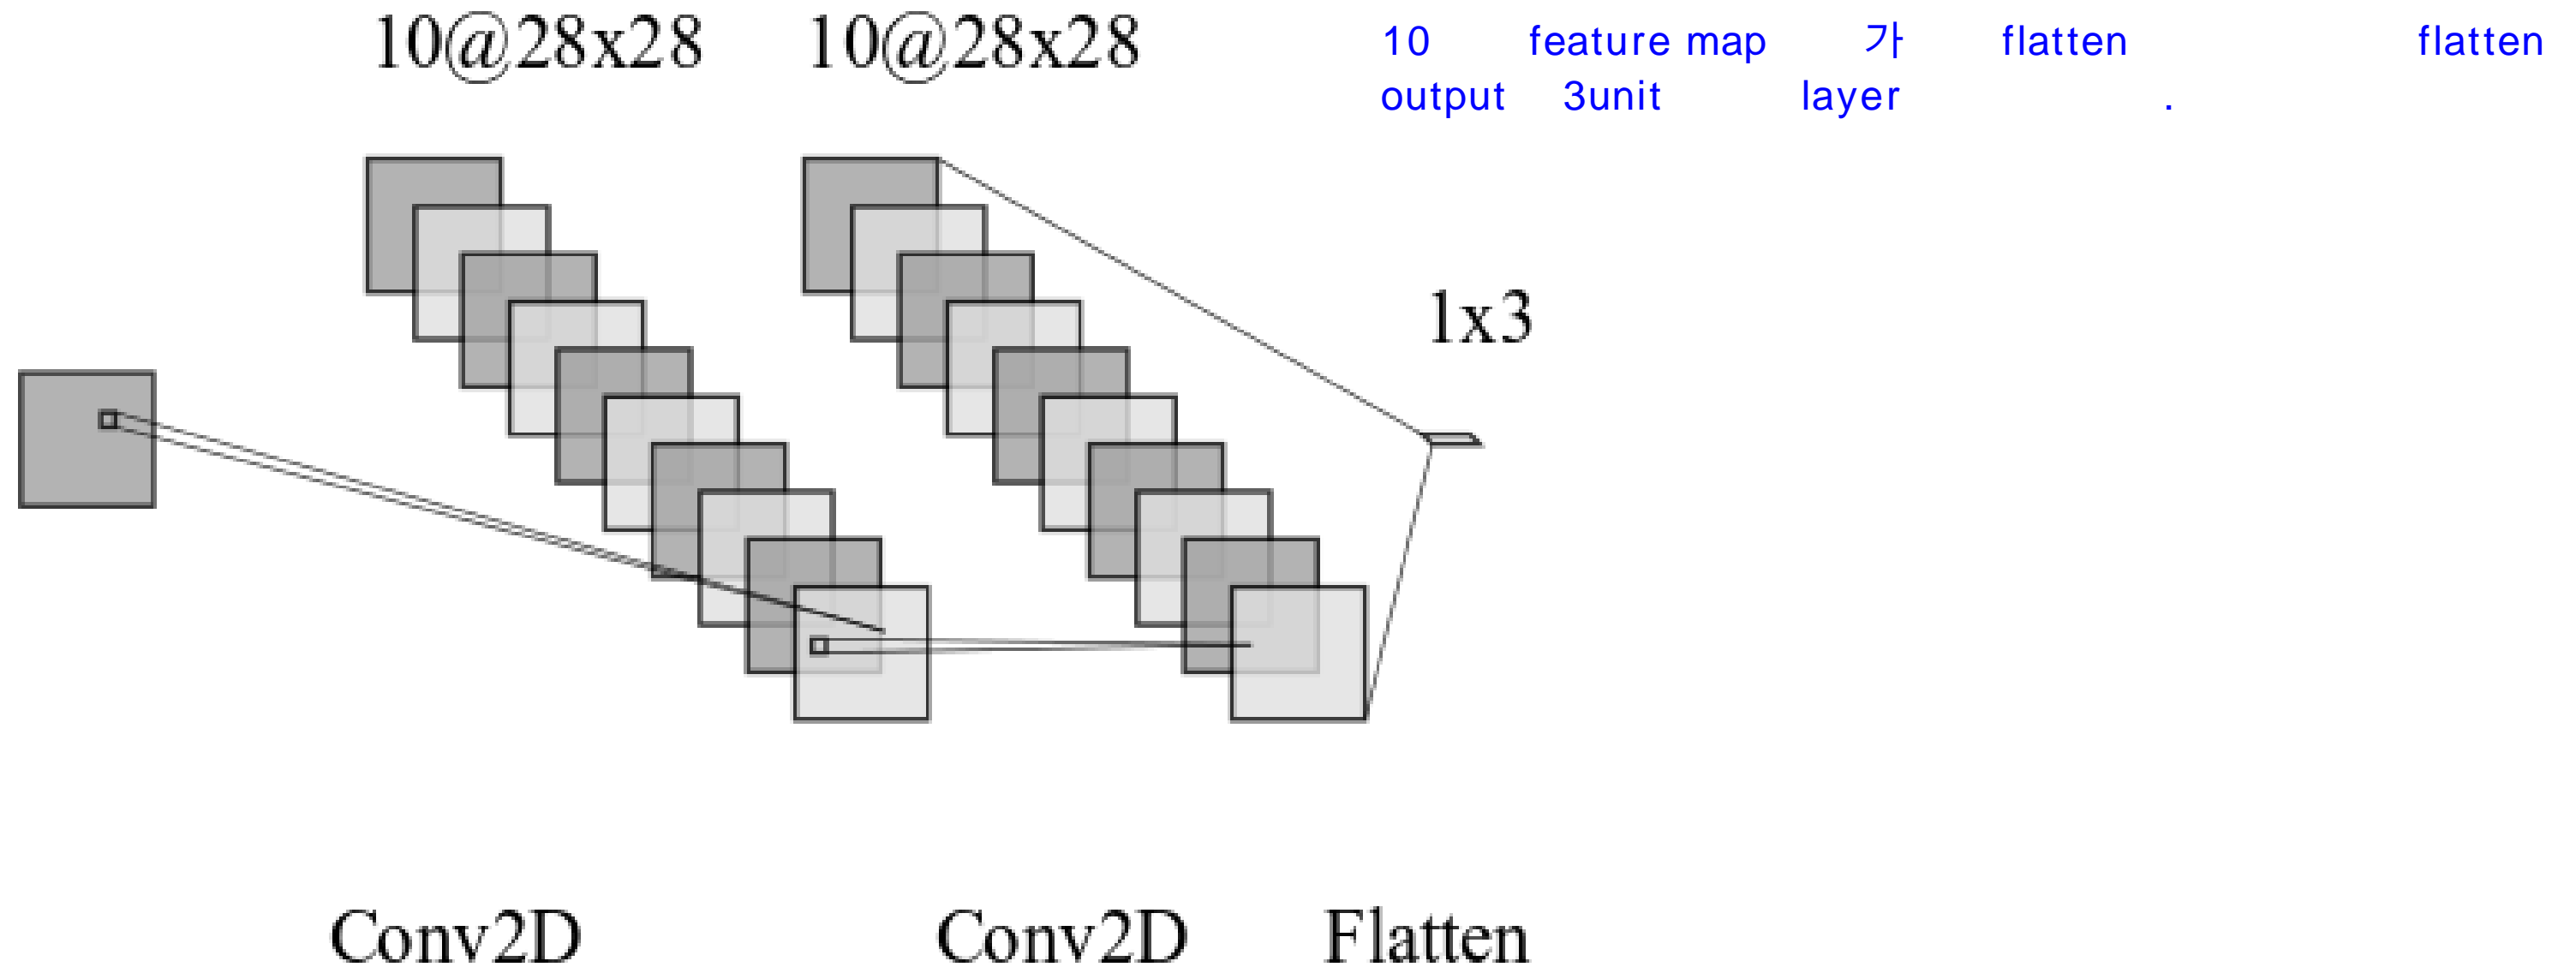 10@28x28 10@28x28
10 feature map 가 flatten flatten
output 3unit layer .
1x3
Conv2D Conv2D Flatten